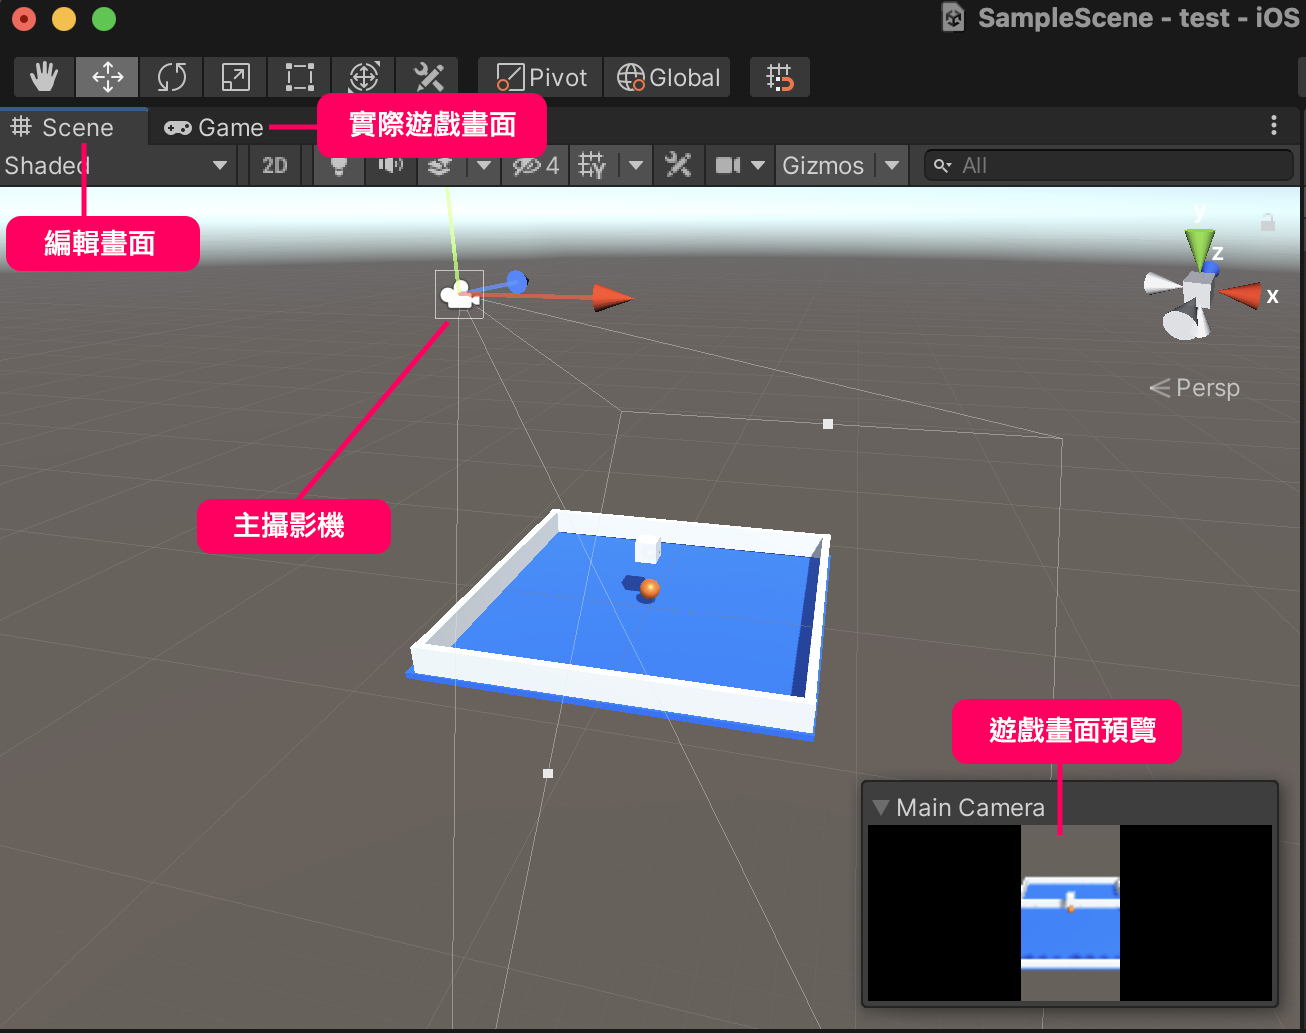 SampleScene - test - iOS
Pivot
Global
Scene
Game
實際遊戲畫面
Shaded
2D
4
Gizmos
All
編輯畫面
y
z
x
Persp
主攝影機
遊戲畫面預覽
Main Camera